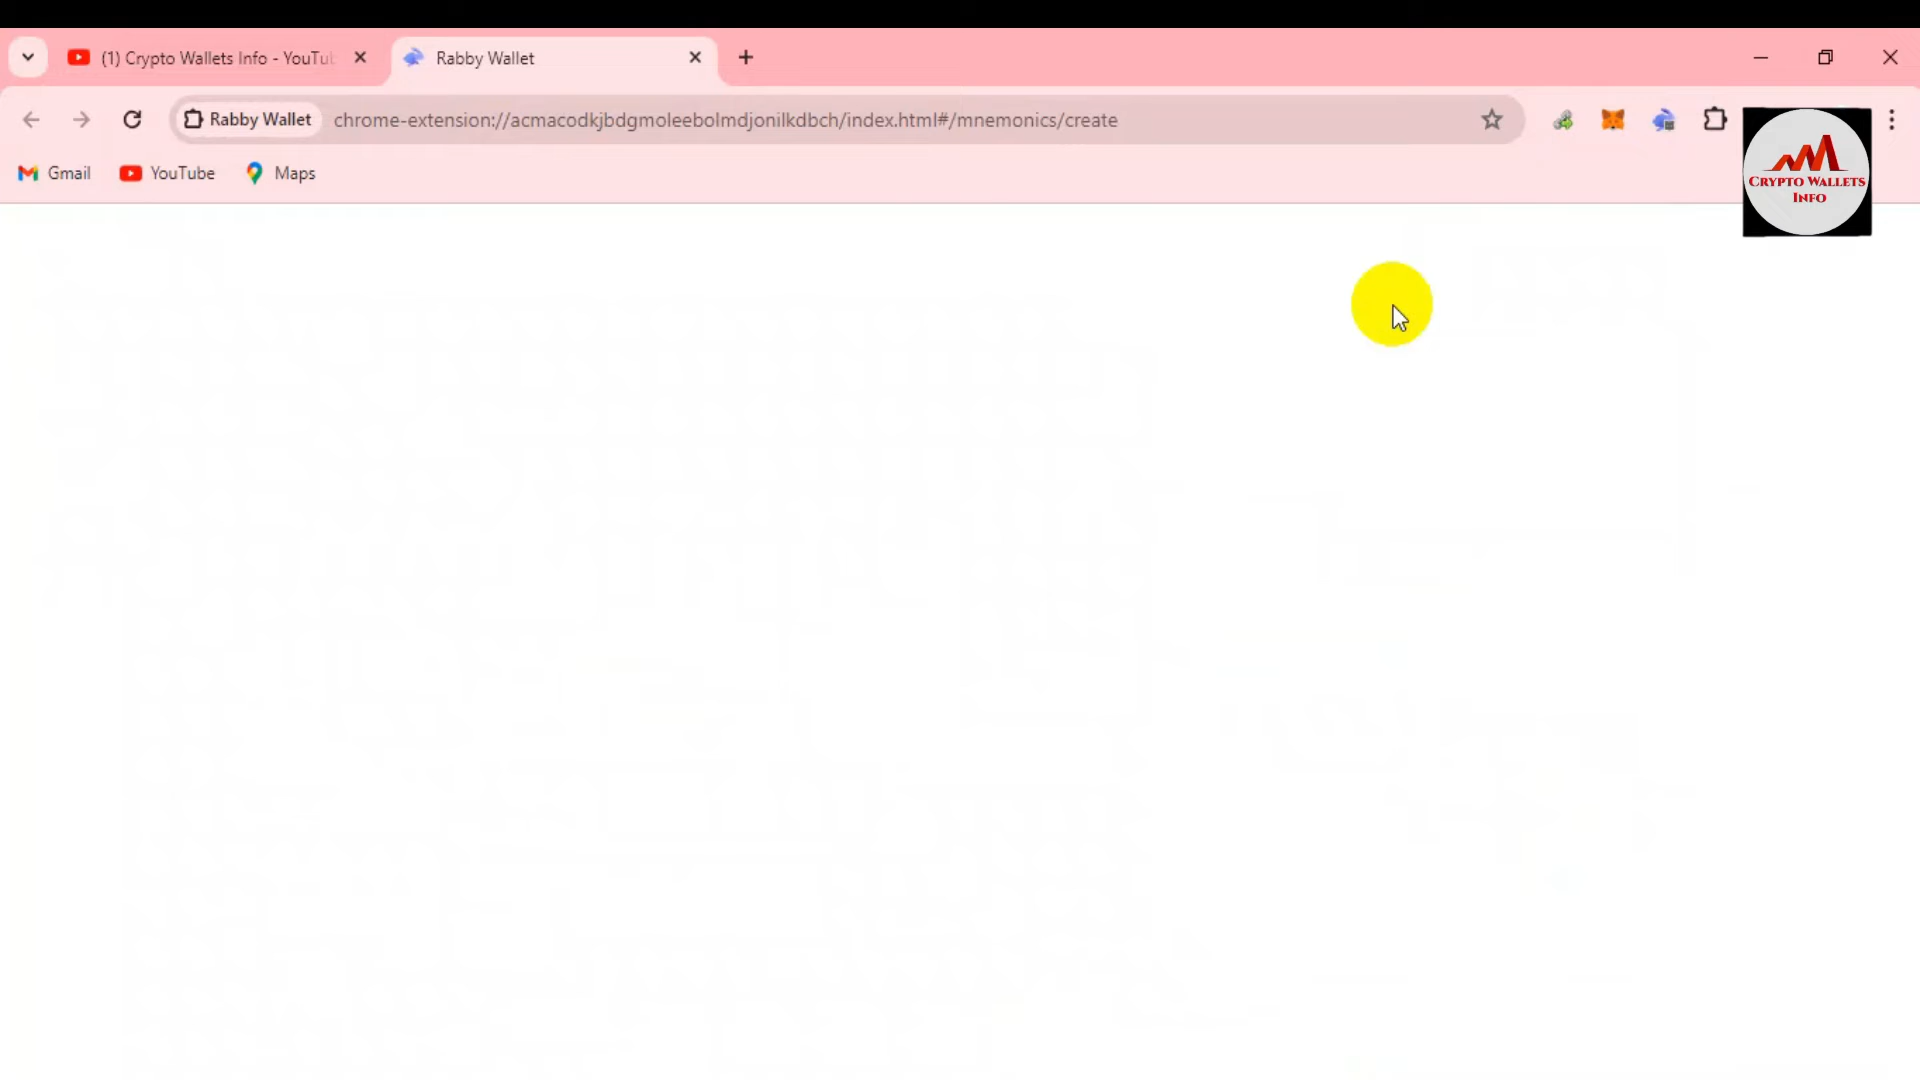 (1) Crypto Wallets Info - YouTu
Rabby Wallet
Rabby Wallet
chrome-extension://acmacodkjbdgmoleebolmdjonilkdbch/index.html#/mnemonics/create
Gmail
YouTube
Maps
Crypto Wallets
Info